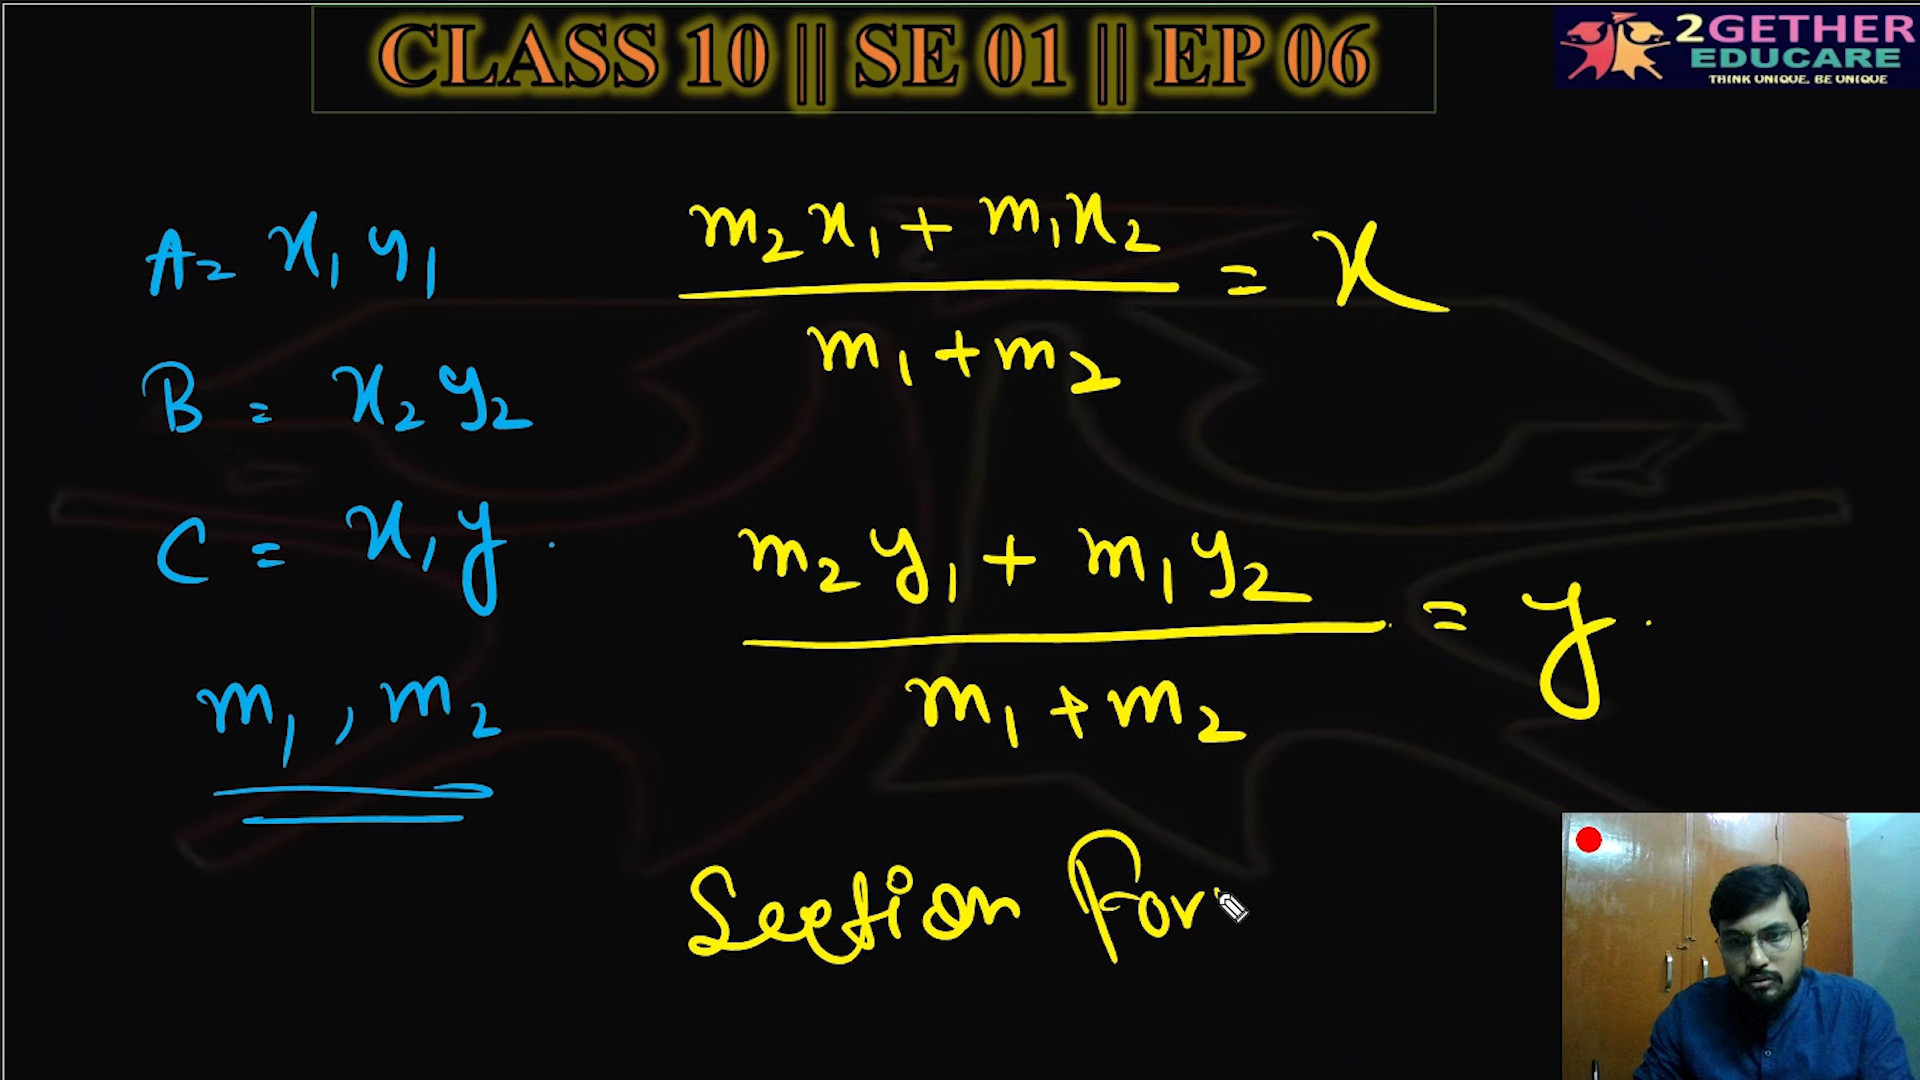 CLASS 10 || SE 01 || EP 06
2GETHER
EDUCARE
THINK UNIQUE. BE UNIQUE
A = x₁ y₁
B = x₂ y₂
C = x, y.
m₁, m₂
m₂x₁ + m₁x₂
= x
m₁ + m₂
m₂y₁ + m₁y₂
= y.
m₁ + m₂
Section For